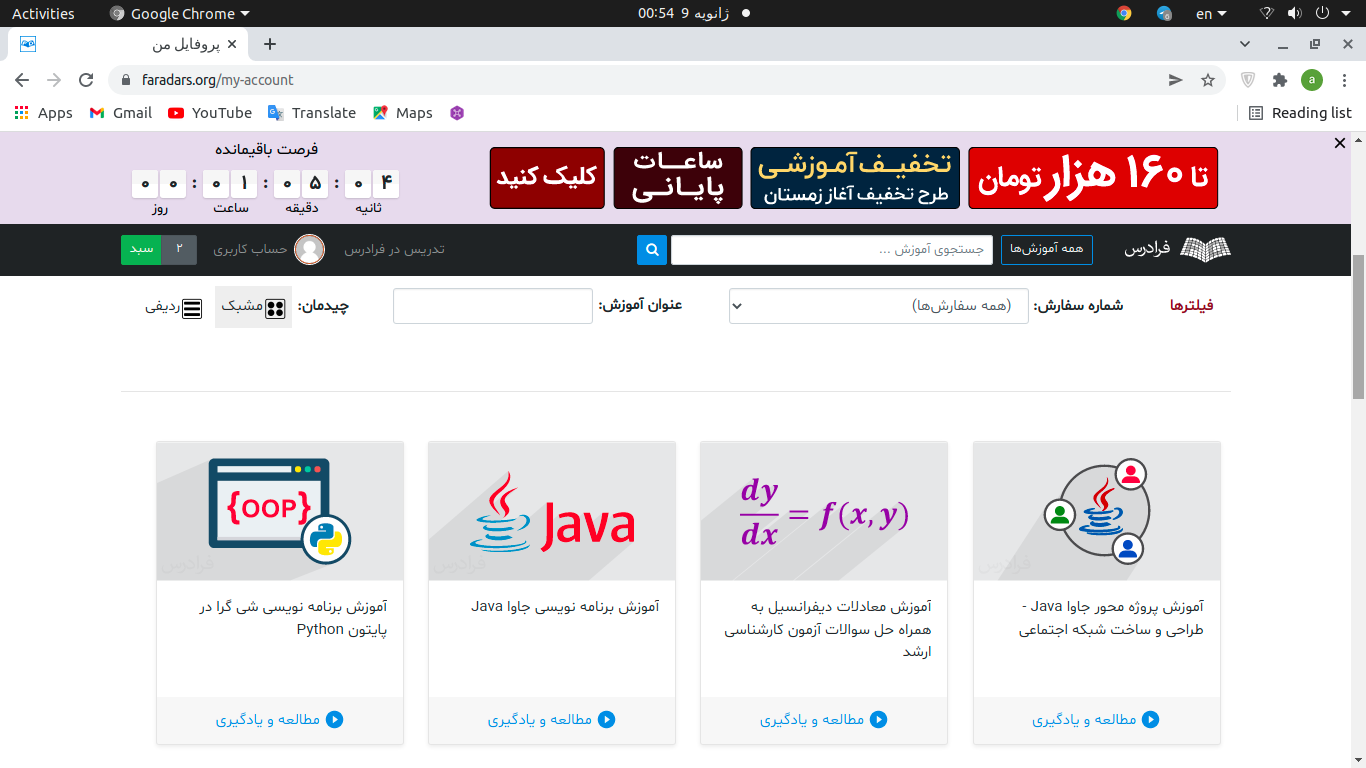 Activities
Google Chrome
ژانویه 9 00:54
en
پروفایل من
faradars.org/my-account
a
Apps
Gmail
YouTube
Translate
Maps
Reading list
تا ۱۶۰ هزار تومان
تخفیف آموزشی
طرح تخفیف آغاز زمستان
ساعات
پایانی
کلیک کنید
فرصت باقیمانده
۰۰ : ۰۱ : ۰۵ : ۰۴
روز ساعت دقیقه ثانیه
فرادرس
همه آموزش‌ها
جستجوی آموزش ...
تدریس در فرادرس
حساب کاربری
۲
سبد
فیلترها
شماره سفارش:
(همه سفارش‌ها)
عنوان آموزش:
چیدمان:
مشبک
ردیفی
آموزش پروژه محور جاوا Java -
طراحی و ساخت شبکه اجتماعی
مطالعه و یادگیری
dy/dx = f(x, y)
آموزش معادلات دیفرانسیل به
همراه حل سوالات آزمون کارشناسی
ارشد
مطالعه و یادگیری
Java
آموزش برنامه نویسی جاوا Java
مطالعه و یادگیری
{OOP}
فرادرس
آموزش برنامه نویسی شی گرا در
پایتون Python
مطالعه و یادگیری